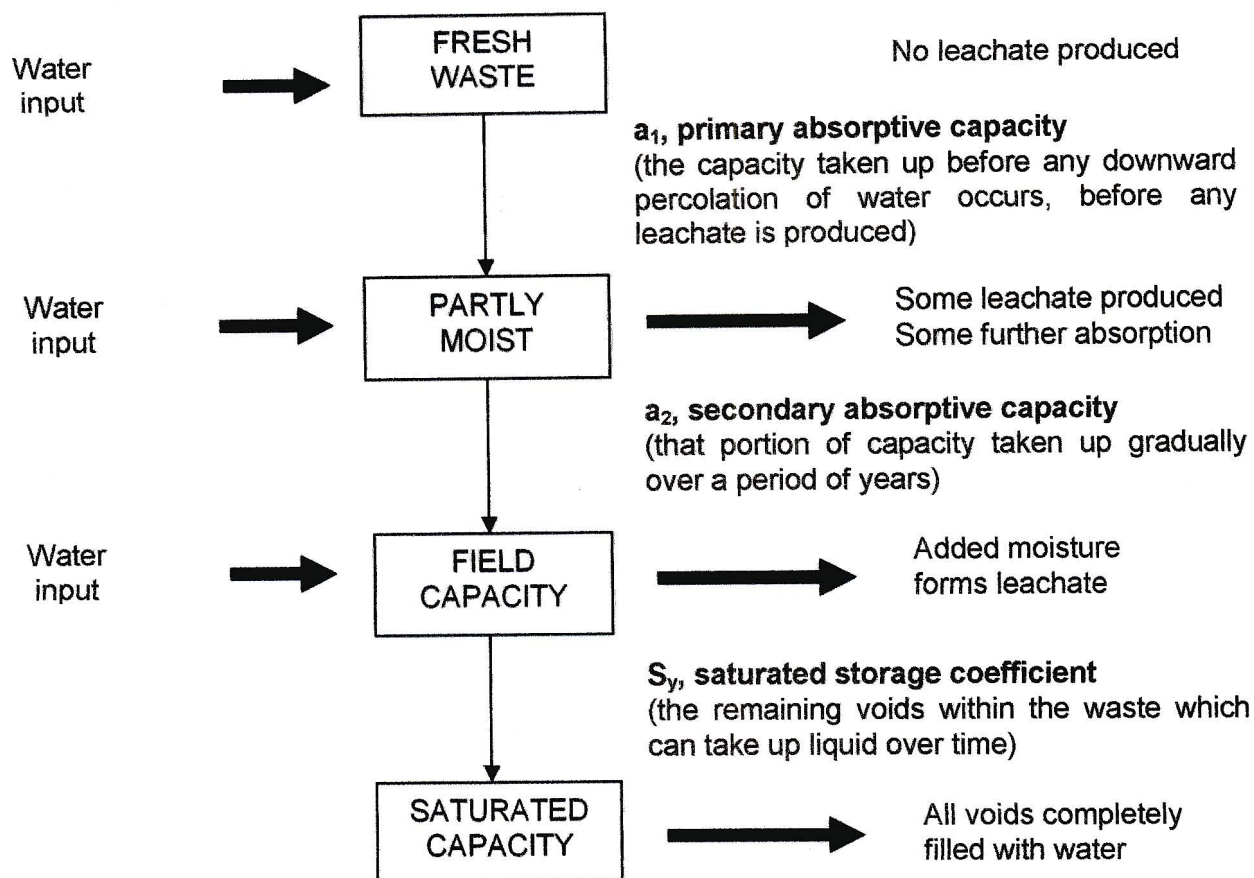 FRESH
WASTE
No leachate produced
Water
input
a₁, primary absorptive capacity
(the capacity taken up before any downward
percolation of water occurs, before any
leachate is produced)
Water
input
PARTLY
MOIST
Some leachate produced
Some further absorption
a₂, secondary absorptive capacity
(that portion of capacity taken up gradually
over a period of years)
Water
input
FIELD
CAPACITY
Added moisture
forms leachate
Sᵧ, saturated storage coefficient
(the remaining voids within the waste which
can take up liquid over time)
SATURATED
CAPACITY
All voids completely
filled with water